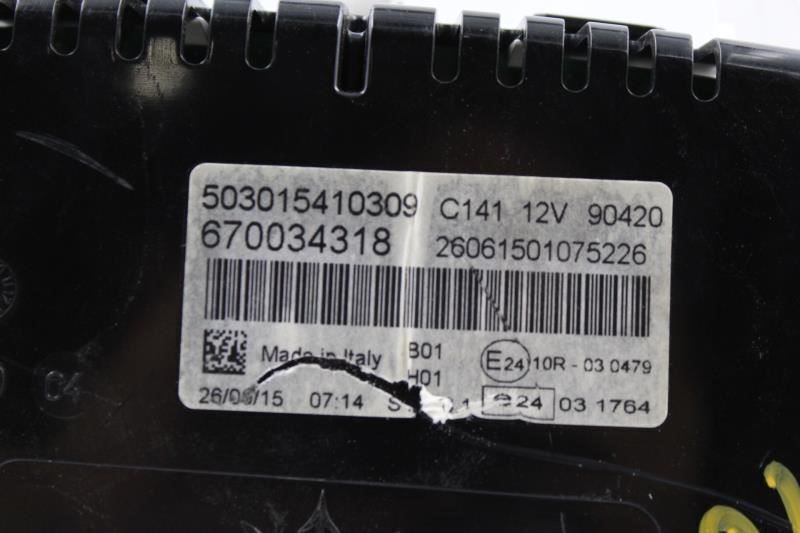 503015410309 C141 12V 90420
670034318 26061501075226
Made in Italy B01 E24 10R - 03 0479
H01
26/06/15 07:14 e24 03 1764
C4